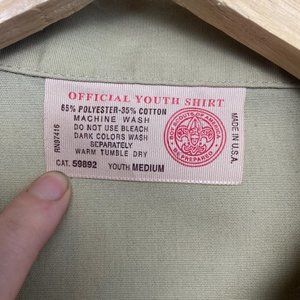 OFFICIAL YOUTH SHIRT
65% POLYESTER-35% COTTON
MACHINE WASH
DO NOT USE BLEACH
DARK COLORS WASH
SEPARATELY
WARM TUMBLE DRY
CAT. 59892 YOUTH MEDIUM
RN97416
BOY SCOUTS OF AMERICA
BE PREPARED
MADE IN U.S.A.